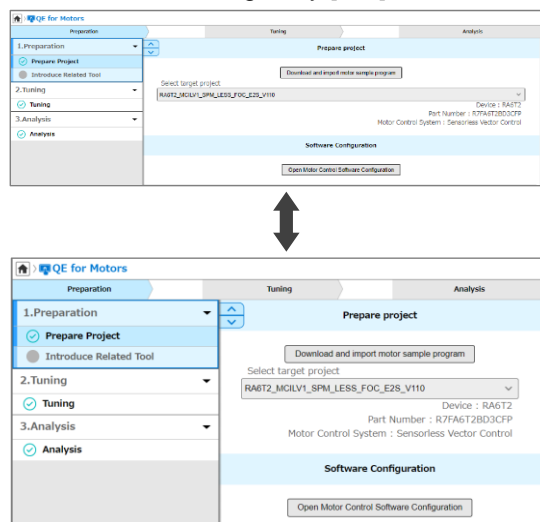 QE for Motors
Preparation Tuning Analysis
1.Preparation
Prepare Project
Introduce Related Tool
2.Tuning
Tuning
3.Analysis
Analysis
Prepare project
Download and import motor sample program
Select target project
RA6T2_MCILV1_SPM_LESS_FOC_E2S_V110
Device : RA6T2
Part Number : R7FA6T2BD3CFP
Motor Control System : Sensorless Vector Control
Software Configuration
Open Motor Control Software Configuration
QE for Motors
Preparation Tuning Analysis
1.Preparation
Prepare Project
Introduce Related Tool
2.Tuning
Tuning
3.Analysis
Analysis
Prepare project
Download and import motor sample program
Select target project
RA6T2_MCILV1_SPM_LESS_FOC_E2S_V110
Device : RA6T2
Part Number : R7FA6T2BD3CFP
Motor Control System : Sensorless Vector Control
Software Configuration
Open Motor Control Software Configuration